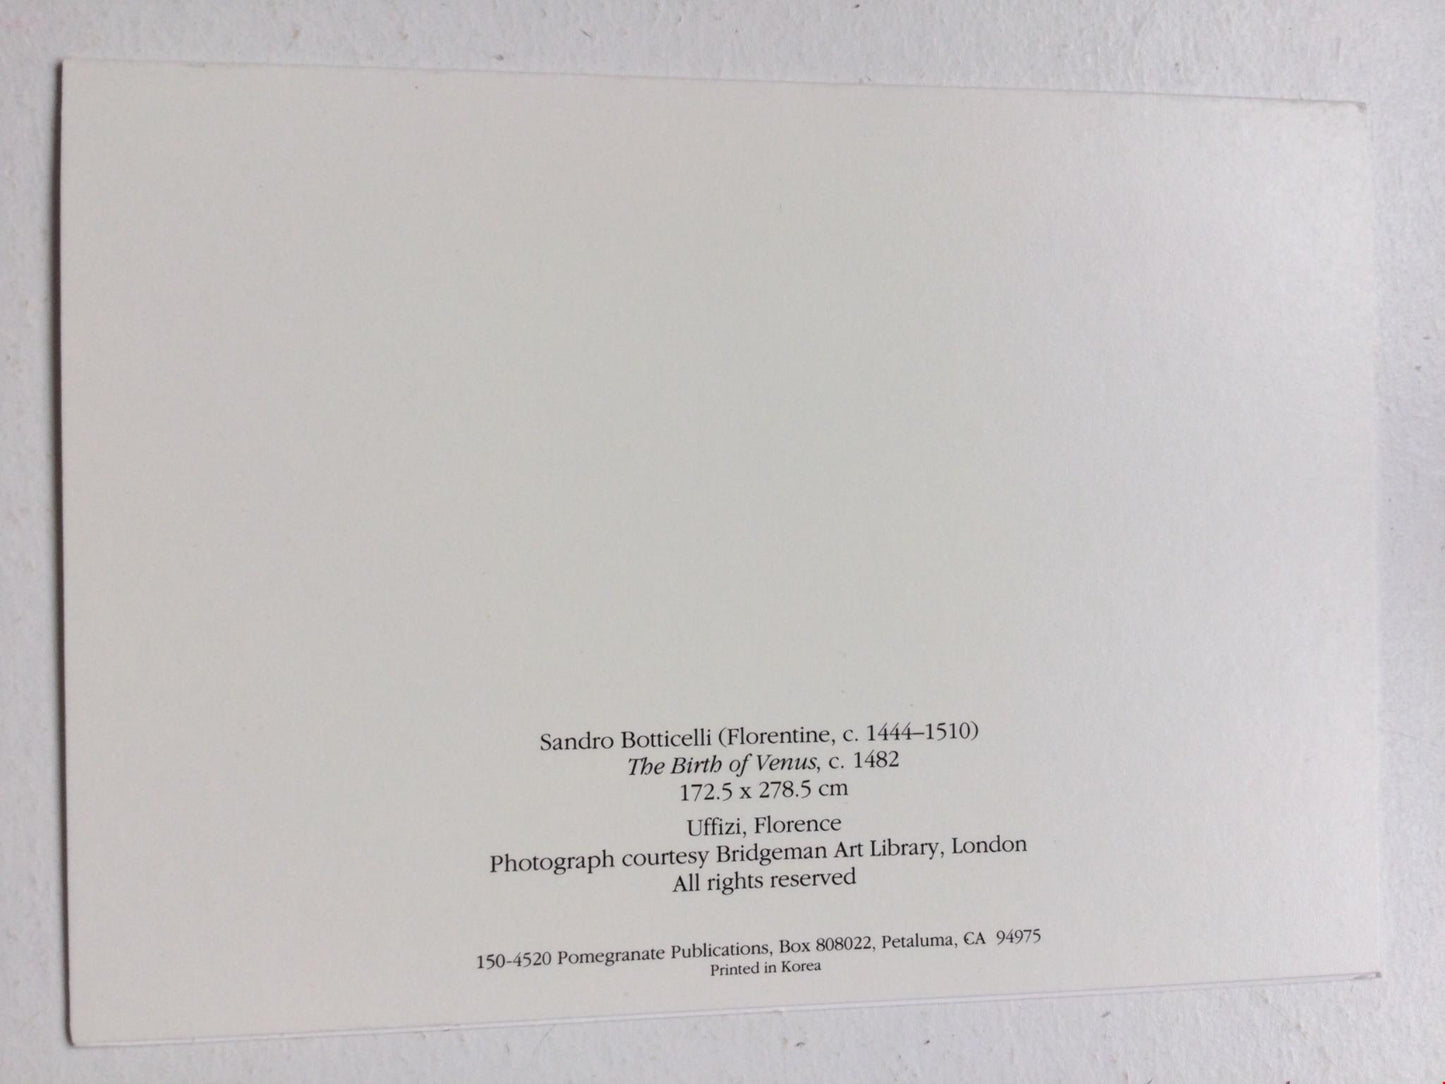 Sandro Botticelli (Florentine, c. 1444–1510)
The Birth of Venus, c. 1482
172.5 x 278.5 cm
Uffizi, Florence
Photograph courtesy Bridgeman Art Library, London
All rights reserved
150-4520 Pomegranate Publications, Box 808022, Petaluma, CA 94975
Printed in Korea